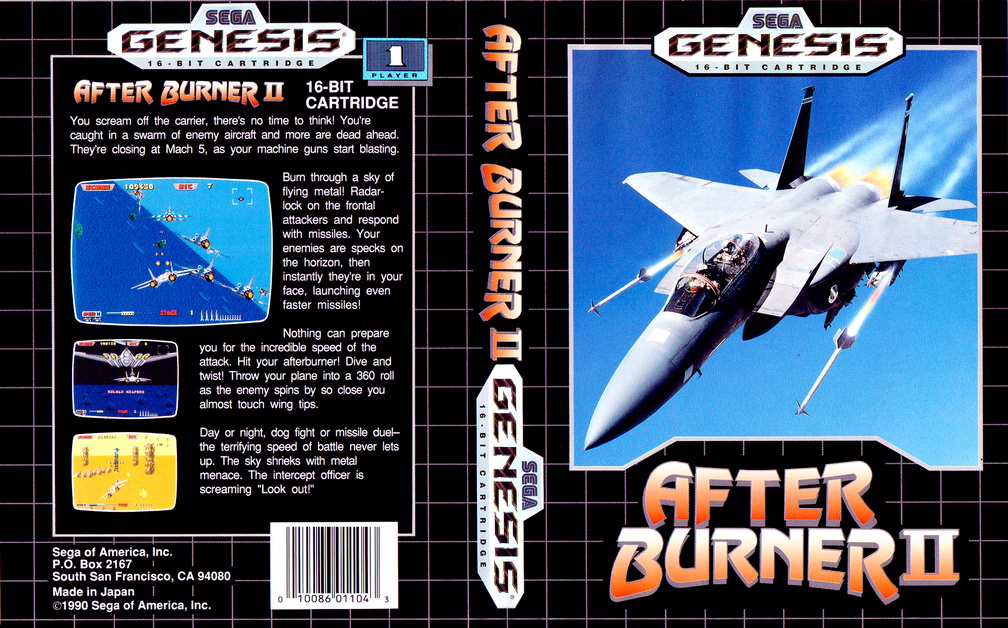 SEGA
GENESIS®
16-BIT CARTRIDGE
1
PLAYER
AFTER BURNER II
16-BIT
CARTRIDGE
You scream off the carrier, there's no time to think! You're
caught in a swarm of enemy aircraft and more are dead ahead.
They're closing at Mach 5, as your machine guns start blasting.
Burn through a sky of
flying metal! Radar-
lock on the frontal
attackers and respond
with missiles. Your
enemies are specks on
the horizon, then
instantly they're in your
face, launching even
faster missiles!
SCORE 109450 HIT 7
STAGE 1
Nothing can prepare
you for the incredible speed of the
attack. Hit your afterburner! Dive and
twist! Throw your plane into a 360 roll
as the enemy spins by so close you
almost touch wing tips.
Day or night, dog fight or missile duel–
the terrifying speed of battle never lets
up. The sky shrieks with metal
menace. The intercept officer is
screaming "Look out!"
Sega of America, Inc.
P.O. Box 2167
South San Francisco, CA 94080
Made in Japan
©1990 Sega of America, Inc.
0 10086 01104 3
AFTER BURNER II
SEGA
GENESIS®
16-BIT CARTRIDGE
SEGA
GENESIS®
16-BIT CARTRIDGE
AFTER
BURNER II